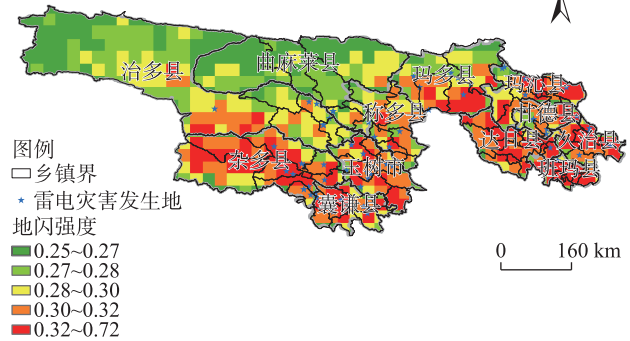 曲麻莱县
治多县
玛多县
玛沁县
称多县
甘德县
达日县
久治县
杂多县
玉树市
班玛县
囊谦县
图例
乡镇界
雷电灾害发生地
地闪强度
0.25~0.27
0.27~0.28
0.28~0.30
0.30~0.32
0.32~0.72
0 160 km